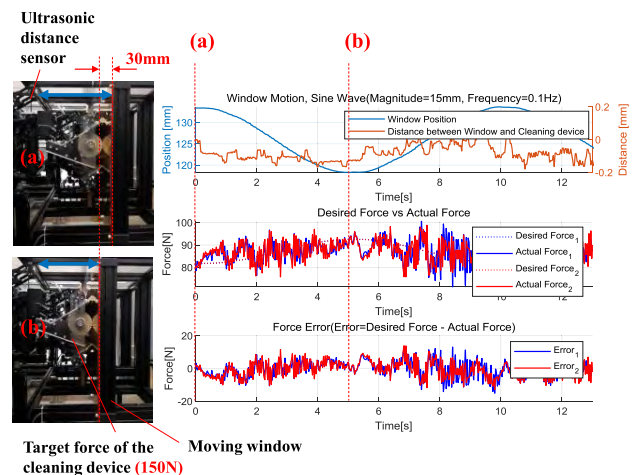 Ultrasonic
distance
sensor
30mm
(a)
(b)
(a)
(b)
Window Motion, Sine Wave(Magnitude=15mm, Frequency=0.1Hz)
Window Position
Distance between Window and Cleaning device
Position [mm]
130
125
120
Distance [mm]
0.2
0
-0.2
0
2
4
6
8
10
12
Time[s]
Desired Force vs Actual Force
Force[N]
100
90
80
Desired Force1
Actual Force1
Desired Force2
Actual Force2
0
2
4
6
8
10
12
Time[s]
Force Error(Error=Desired Force - Actual Force)
Force[N]
20
0
-20
Error1
Error2
0
2
4
6
8
10
12
Time[s]
Target force of the
cleaning device (150N)
Moving window